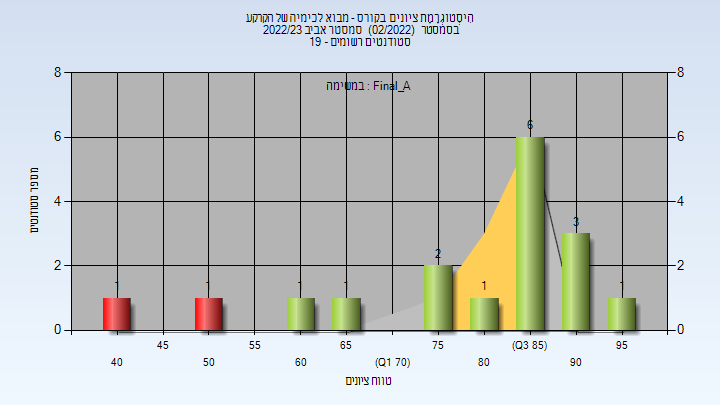 היסטוגרמת ציונים בקורס - מבוא לכימיה של הקרקע
בסמסטר (02/2022) סמסטר אביב 2022/23
סטודנטים רשומים - 19
במשימה : Final_A
מספר סטודנטים
8 8
6 6
4 4
2 2
0 0
1 1 1 1 2 1 6 3 1
45 55 65 75 (Q3 85) 95
40 50 60 (Q1 70) 80 90
טווח ציונים